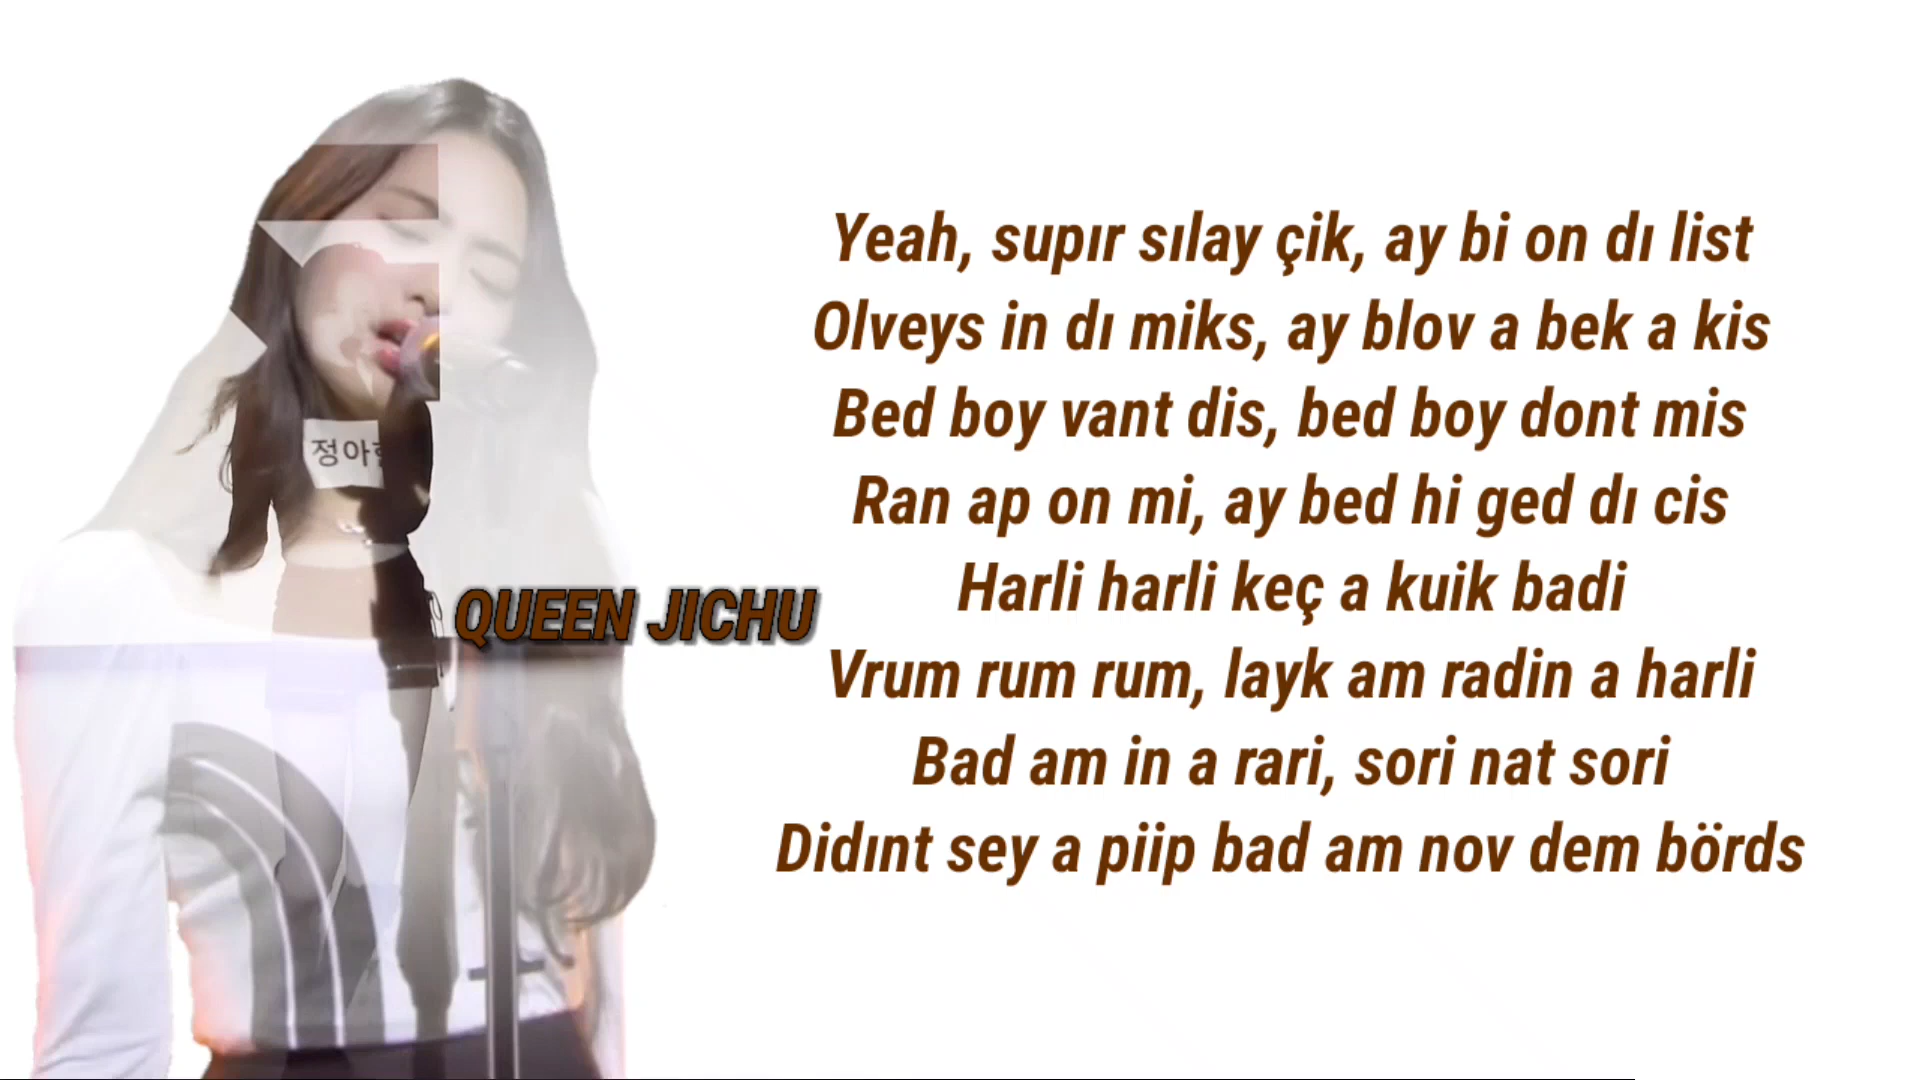 Yeah, supır sılay çik, ay bi on dı list
Olveys in dı miks, ay blov a bek a kis
Bed boy vant dis, bed boy dont mis
Ran ap on mi, ay bed hi ged dı cis
Harli harli keç a kuik badi
Vrum rum rum, layk am radin a harli
Bad am in a rari, sori nat sori
Didınt sey a piip bad am nov dem börds
QUEEN JICHU
정아